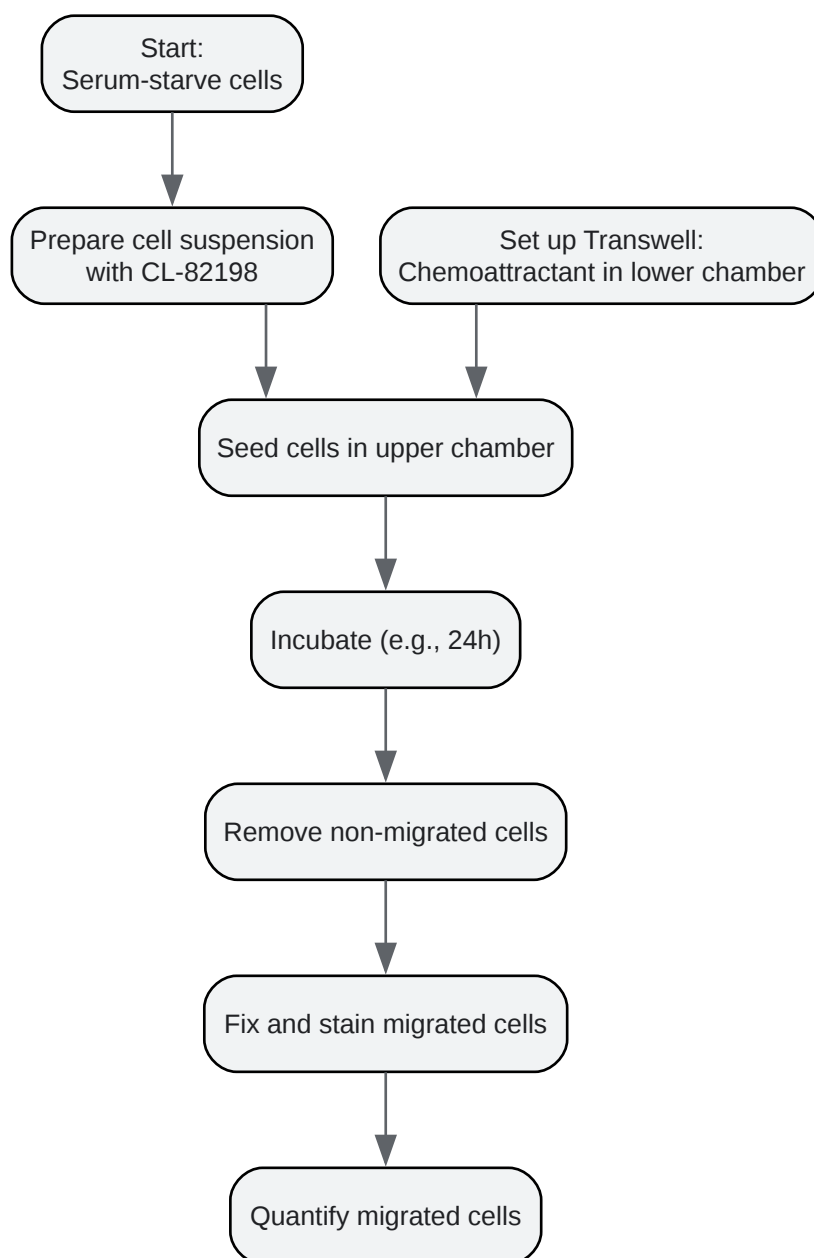 Start:
Serum-starve cells
Prepare cell suspension
with CL-82198
Set up Transwell:
Chemoattractant in lower chamber
Seed cells in upper chamber
Incubate (e.g., 24h)
Remove non-migrated cells
Fix and stain migrated cells
Quantify migrated cells